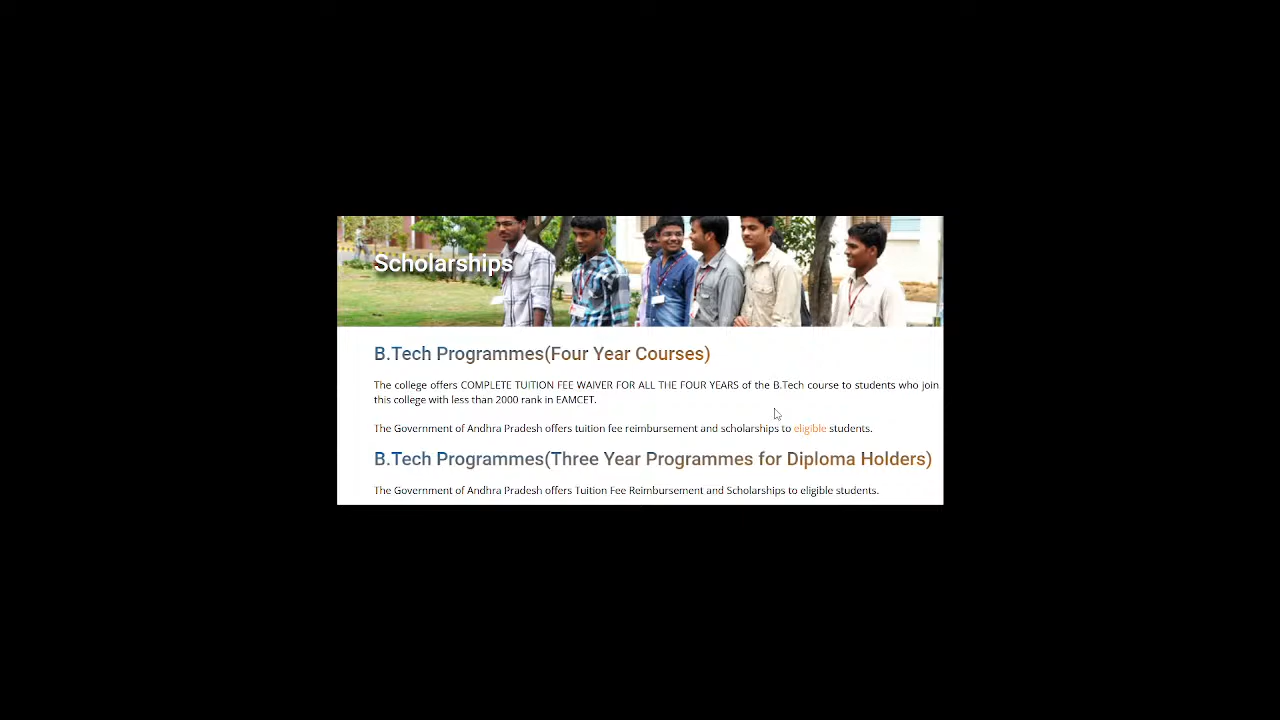 Scholarships
B.Tech Programmes(Four Year Courses)
The college offers COMPLETE TUITION FEE WAIVER FOR ALL THE FOUR YEARS of the B.Tech course to students who join
this college with less than 2000 rank in EAMCET.
The Government of Andhra Pradesh offers tuition fee reimbursement and scholarships to eligible students.
B.Tech Programmes(Three Year Programmes for Diploma Holders)
The Government of Andhra Pradesh offers Tuition Fee Reimbursement and Scholarships to eligible students.